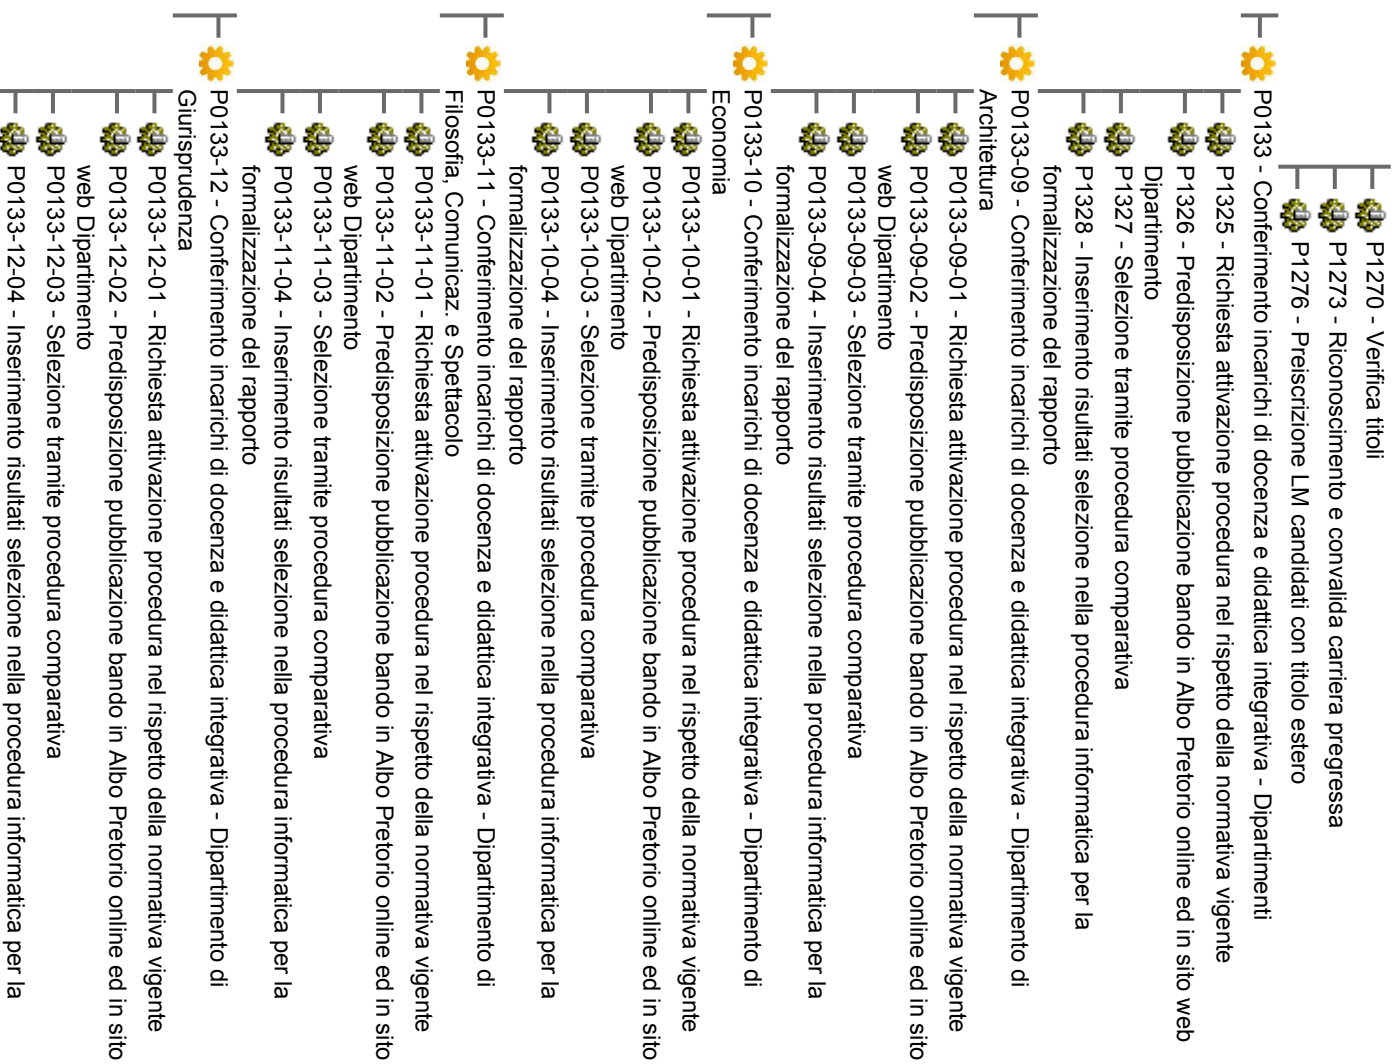 P1270 - Verifica titoli
P1273 - Riconoscimento e convalida carriera pregressa
P1276 - Preiscrizione LM candidati con titolo estero
P0133 - Conferimento incarichi di docenza e didattica integrativa - Dipartimenti
P1325 - Richiesta attivazione procedura nel rispetto della normativa vigente
P1326 - Predisposizione pubblicazione bando in Albo Pretorio online ed in sito web
Dipartimento
P1327 - Selezione tramite procedura comparativa
P1328 - Inserimento risultati selezione nella procedura informatica per la
formalizzazione del rapporto
P0133-09 - Conferimento incarichi di docenza e didattica integrativa - Dipartimento di
Architettura
P0133-09-01 - Richiesta attivazione procedura nel rispetto della normativa vigente
P0133-09-02 - Predisposizione pubblicazione bando in Albo Pretorio online ed in sito
web Dipartimento
P0133-09-03 - Selezione tramite procedura comparativa
P0133-09-04 - Inserimento risultati selezione nella procedura informatica per la
formalizzazione del rapporto
P0133-10 - Conferimento incarichi di docenza e didattica integrativa - Dipartimento di
Economia
P0133-10-01 - Richiesta attivazione procedura nel rispetto della normativa vigente
P0133-10-02 - Predisposizione pubblicazione bando in Albo Pretorio online ed in sito
web Dipartimento
P0133-10-03 - Selezione tramite procedura comparativa
P0133-10-04 - Inserimento risultati selezione nella procedura informatica per la
formalizzazione del rapporto
P0133-11 - Conferimento incarichi di docenza e didattica integrativa - Dipartimento di
Filosofia, Comunicaz. e Spettacolo
P0133-11-01 - Richiesta attivazione procedura nel rispetto della normativa vigente
P0133-11-02 - Predisposizione pubblicazione bando in Albo Pretorio online ed in sito
web Dipartimento
P0133-11-03 - Selezione tramite procedura comparativa
P0133-11-04 - Inserimento risultati selezione nella procedura informatica per la
formalizzazione del rapporto
P0133-12 - Conferimento incarichi di docenza e didattica integrativa - Dipartimento di
Giurisprudenza
P0133-12-01 - Richiesta attivazione procedura nel rispetto della normativa vigente
P0133-12-02 - Predisposizione pubblicazione bando in Albo Pretorio online ed in sito
web Dipartimento
P0133-12-03 - Selezione tramite procedura comparativa
P0133-12-04 - Inserimento risultati selezione nella procedura informatica per la